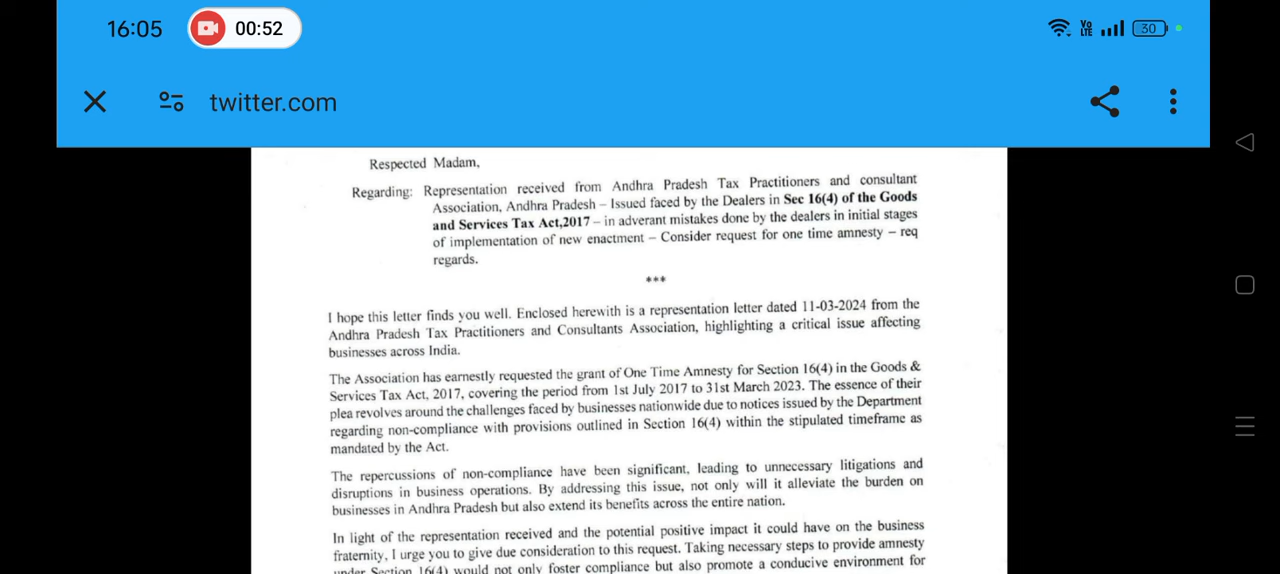 16:05 00:52 Vo LTE 30
twitter.com
Respected Madam,
Regarding: Representation received from Andhra Pradesh Tax Practitioners and consultant
Association, Andhra Pradesh – Issued faced by the Dealers in Sec 16(4) of the Goods
and Services Tax Act,2017 – in adverant mistakes done by the dealers in initial stages
of implementation of new enactment – Consider request for one time amnesty – req
regards.
***
I hope this letter finds you well. Enclosed herewith is a representation letter dated 11-03-2024 from the
Andhra Pradesh Tax Practitioners and Consultants Association, highlighting a critical issue affecting
businesses across India.
The Association has earnestly requested the grant of One Time Amnesty for Section 16(4) in the Goods &
Services Tax Act, 2017, covering the period from 1st July 2017 to 31st March 2023. The essence of their
plea revolves around the challenges faced by businesses nationwide due to notices issued by the Department
regarding non-compliance with provisions outlined in Section 16(4) within the stipulated timeframe as
mandated by the Act.
The repercussions of non-compliance have been significant, leading to unnecessary litigations and
disruptions in business operations. By addressing this issue, not only will it alleviate the burden on
businesses in Andhra Pradesh but also extend its benefits across the entire nation.
In light of the representation received and the potential positive impact it could have on the business
fraternity, I urge you to give due consideration to this request. Taking necessary steps to provide amnesty
under Section 16(4) would not only foster compliance but also promote a conducive environment for